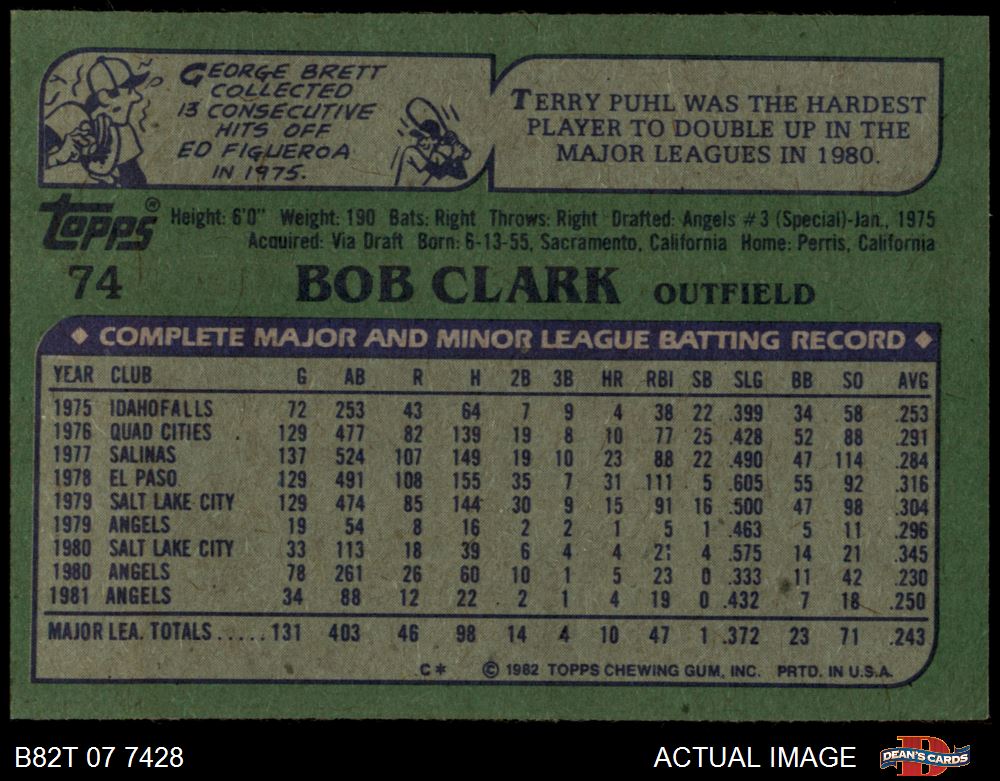 GEORGE BRETT
COLLECTED
13 CONSECUTIVE
HITS OFF
ED FIGUEROA
IN 1975.
TERRY PUHL WAS THE HARDEST
PLAYER TO DOUBLE UP IN THE
MAJOR LEAGUES IN 1980.
Topps® Height: 6'0" Weight: 190 Bats: Right Throws: Right Drafted: Angels #3 (Special)-Jan., 1975
Acquired: Via Draft Born: 6-13-55, Sacramento, California Home: Perris, California
74 BOB CLARK OUTFIELD
◆ COMPLETE MAJOR AND MINOR LEAGUE BATTING RECORD ◆
YEAR CLUB G AB R H 2B 3B HR RBI SB SLG BB SO AVG
1975 IDAHOFALLS 72 253 43 64 7 9 4 38 22 .399 34 58 .253
1976 QUAD CITIES 129 477 82 139 19 8 10 77 25 .428 52 88 .291
1977 SALINAS 137 524 107 149 19 10 23 88 22 .490 47 114 .284
1978 EL PASO 129 491 108 155 35 7 31 111 5 .605 55 92 .316
1979 SALT LAKE CITY 129 474 85 144 30 9 15 91 16 .500 47 98 .304
1979 ANGELS 19 54 8 16 2 2 1 5 1 .463 5 11 .296
1980 SALT LAKE CITY 33 113 18 39 6 4 4 21 4 .575 14 21 .345
1980 ANGELS 78 261 26 60 10 1 5 23 0 .333 11 42 .230
1981 ANGELS 34 88 12 22 2 1 4 19 0 .432 7 18 .250
MAJOR LEA. TOTALS.....131 403 46 98 14 4 10 47 1 .372 23 71 .243
C* © 1982 TOPPS CHEWING GUM, INC. PRTD. IN U.S.A.
B82T 07 7428 ACTUAL IMAGE D DEAN'S CARDS